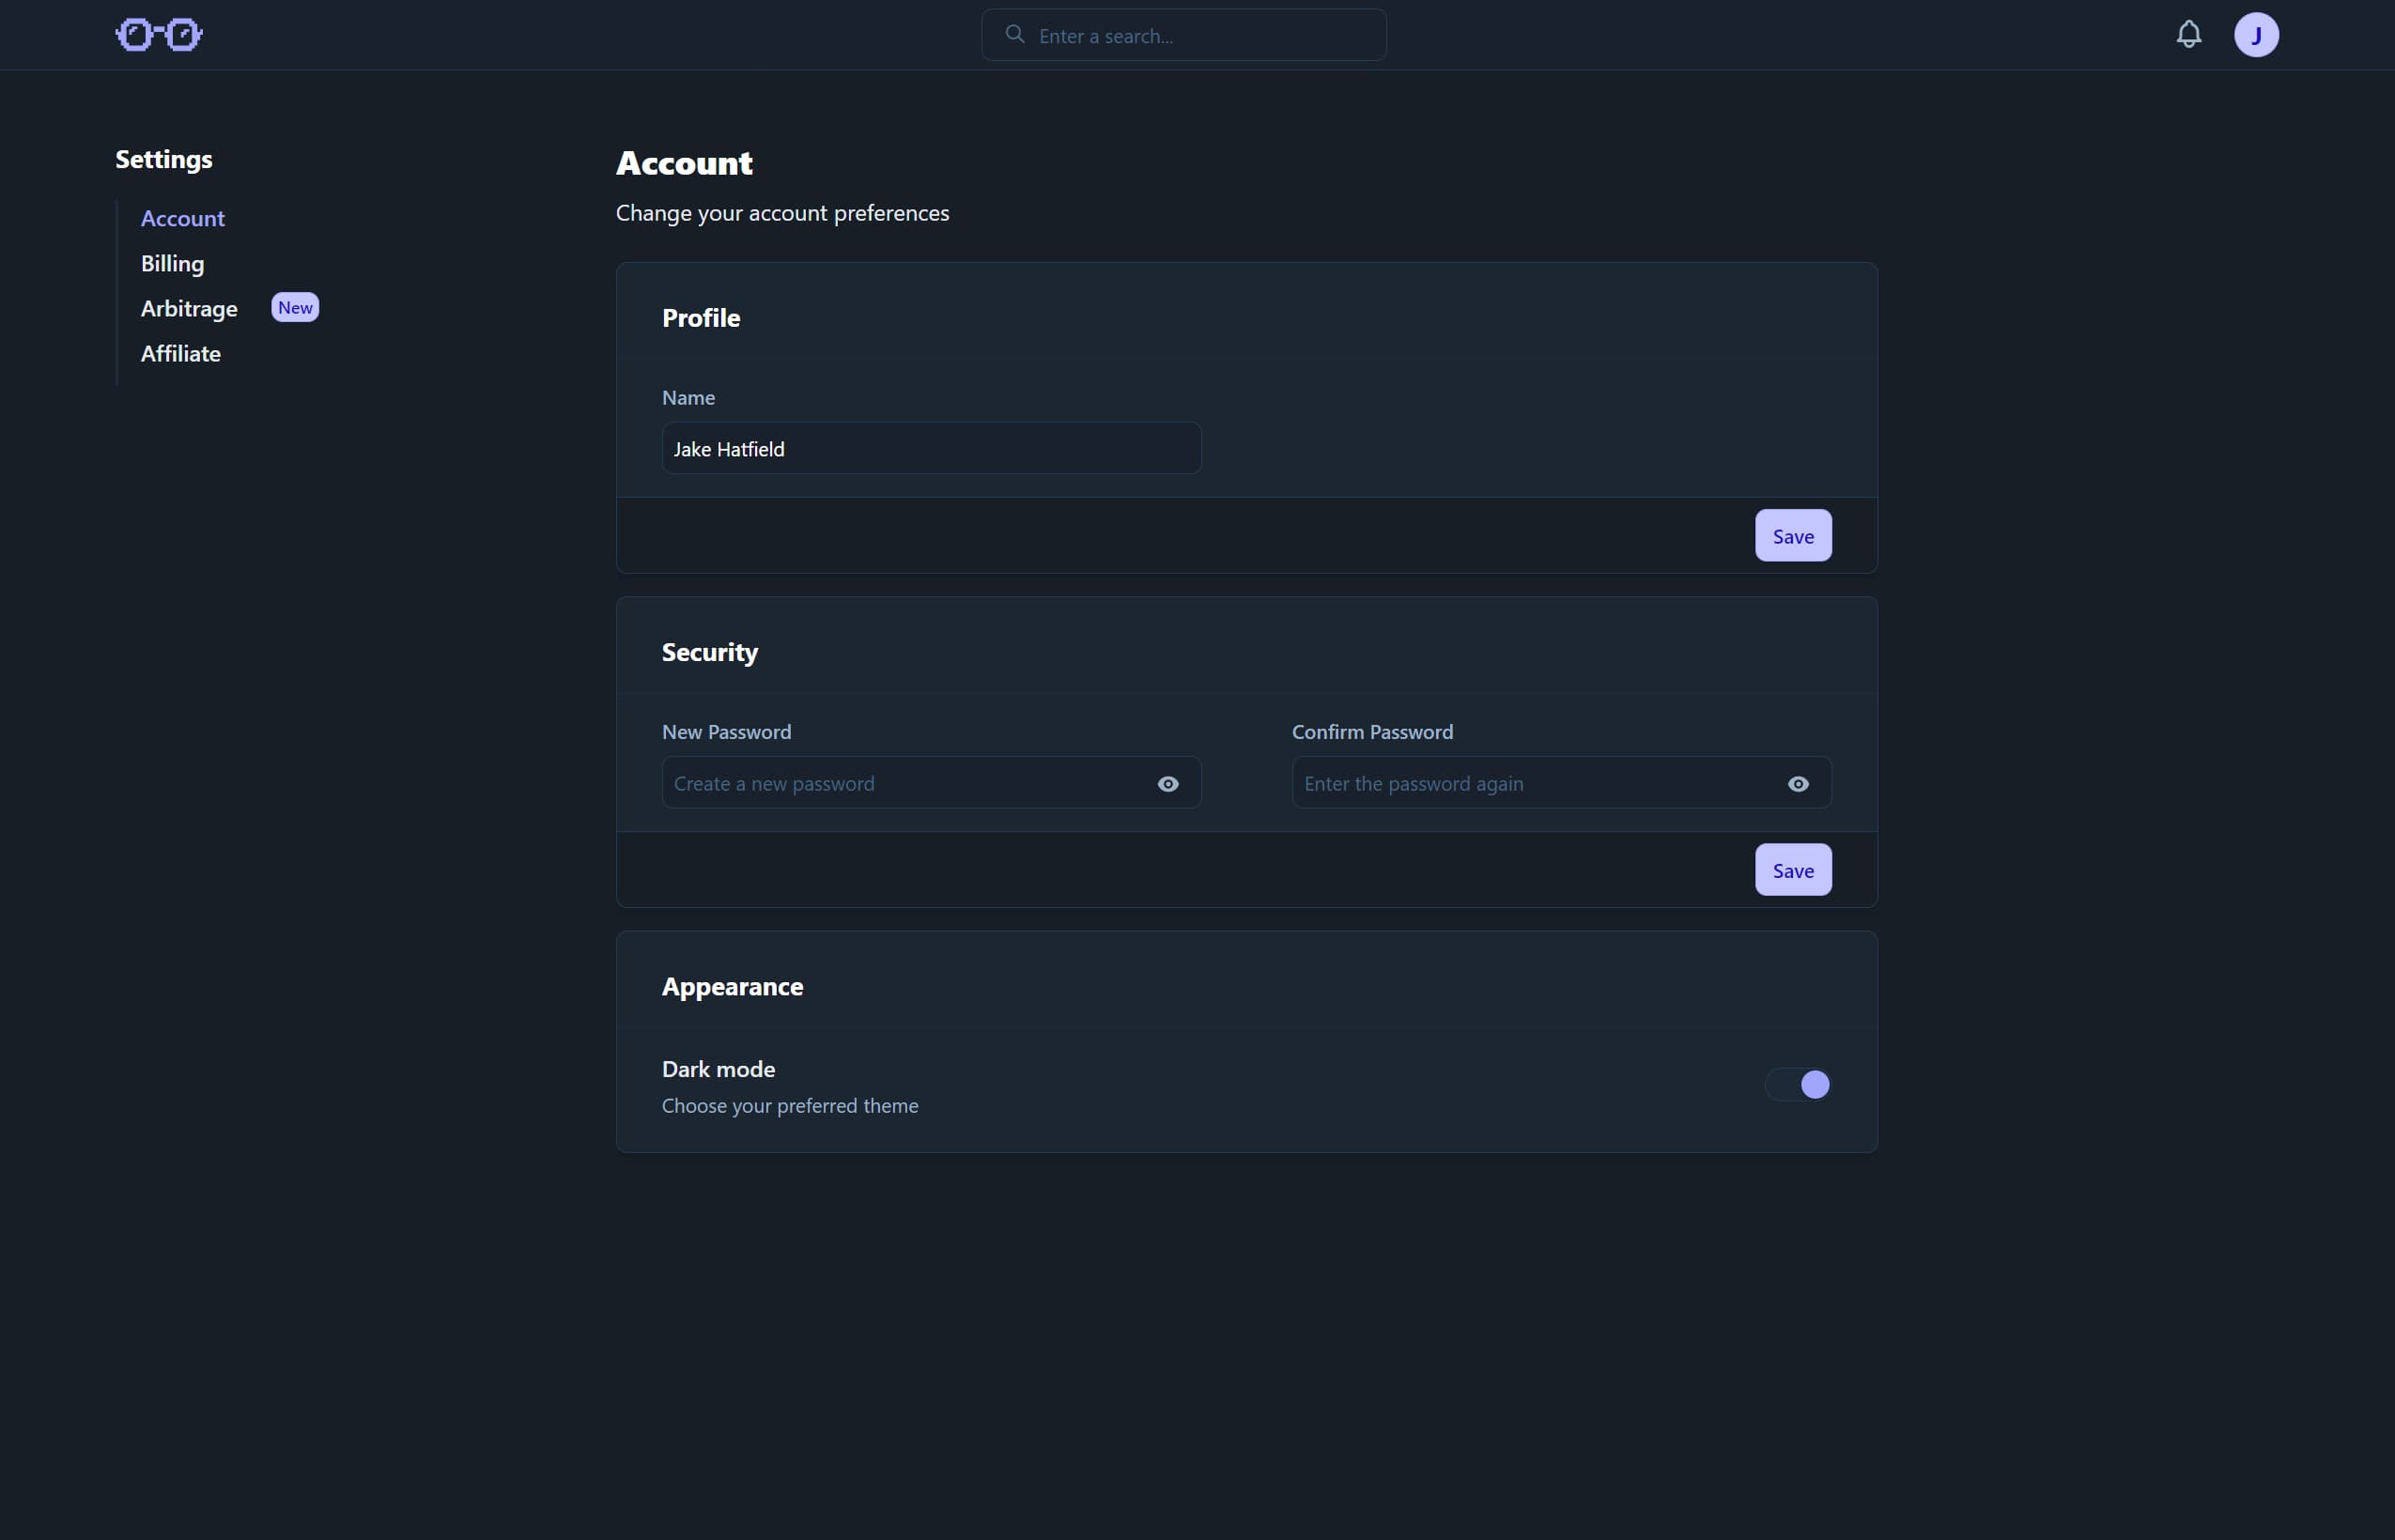 Enter a search...
J
Settings
Account
Billing
Arbitrage New
Affiliate
Account
Change your account preferences
Profile
Name
Jake Hatfield
Save
Security
New Password Confirm Password
Create a new password Enter the password again
Save
Appearance
Dark mode
Choose your preferred theme